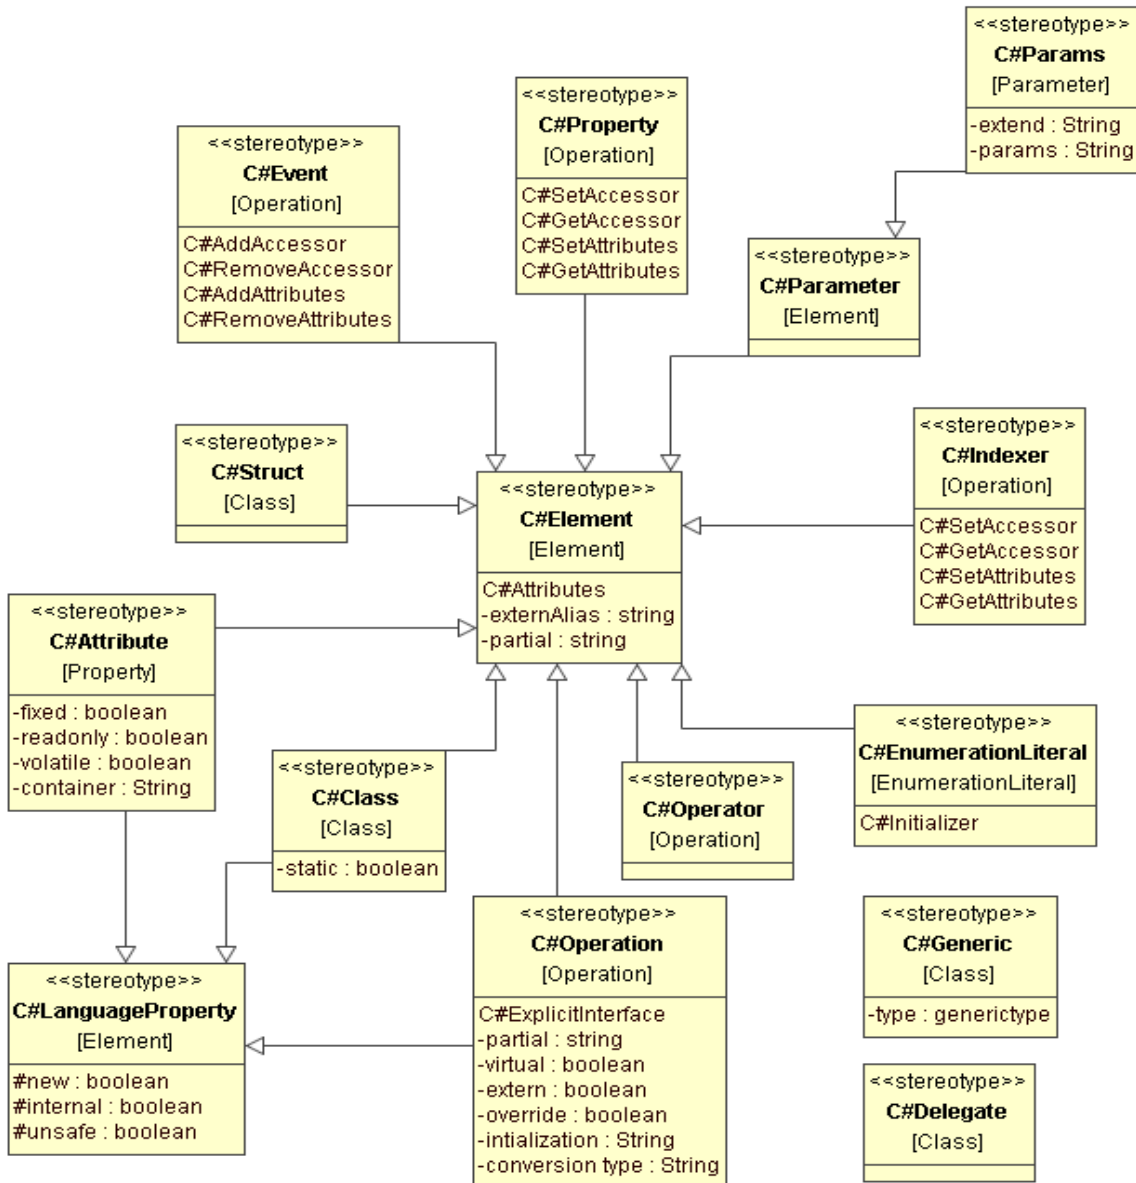 <<stereotype>>
C#Params
[Parameter]
-extend : String
-params : String
<<stereotype>>
C#Property
[Operation]
C#SetAccessor
C#GetAccessor
C#SetAttributes
C#GetAttributes
<<stereotype>>
C#Event
[Operation]
C#AddAccessor
C#RemoveAccessor
C#AddAttributes
C#RemoveAttributes
<<stereotype>>
C#Parameter
[Element]
<<stereotype>>
C#Struct
[Class]
<<stereotype>>
C#Element
[Element]
C#Attributes
-externAlias : string
-partial : string
<<stereotype>>
C#Indexer
[Operation]
C#SetAccessor
C#GetAccessor
C#SetAttributes
C#GetAttributes
<<stereotype>>
C#Attribute
[Property]
-fixed : boolean
-readonly : boolean
-volatile : boolean
-container : String
<<stereotype>>
C#Class
[Class]
-static : boolean
<<stereotype>>
C#Operator
[Operation]
<<stereotype>>
C#EnumerationLiteral
[EnumerationLiteral]
C#Initializer
<<stereotype>>
C#LanguageProperty
[Element]
#new : boolean
#internal : boolean
#unsafe : boolean
<<stereotype>>
C#Operation
[Operation]
C#ExplicitInterface
-partial : string
-virtual : boolean
-extern : boolean
-override : boolean
-intialization : String
-conversion type : String
<<stereotype>>
C#Generic
[Class]
-type : generictype
<<stereotype>>
C#Delegate
[Class]